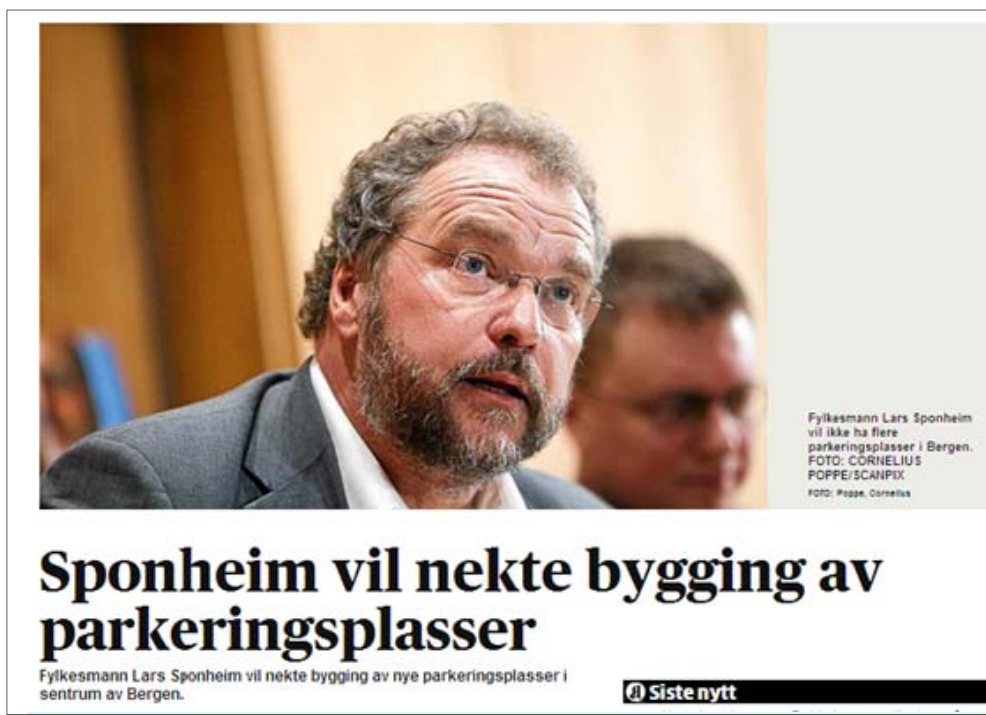 Fylkesmann Lars Sponheim
vil ikke ha flere
parkeringsplasser i Bergen.
FOTO: CORNELIUS
POPPE/SCANPIX
FOTO: Poppe, Cornelius
Sponheim vil nekte bygging av
parkeringsplasser
Fylkesmann Lars Sponheim vil nekte bygging av nye parkeringsplasser i
sentrum av Bergen.
Siste nytt